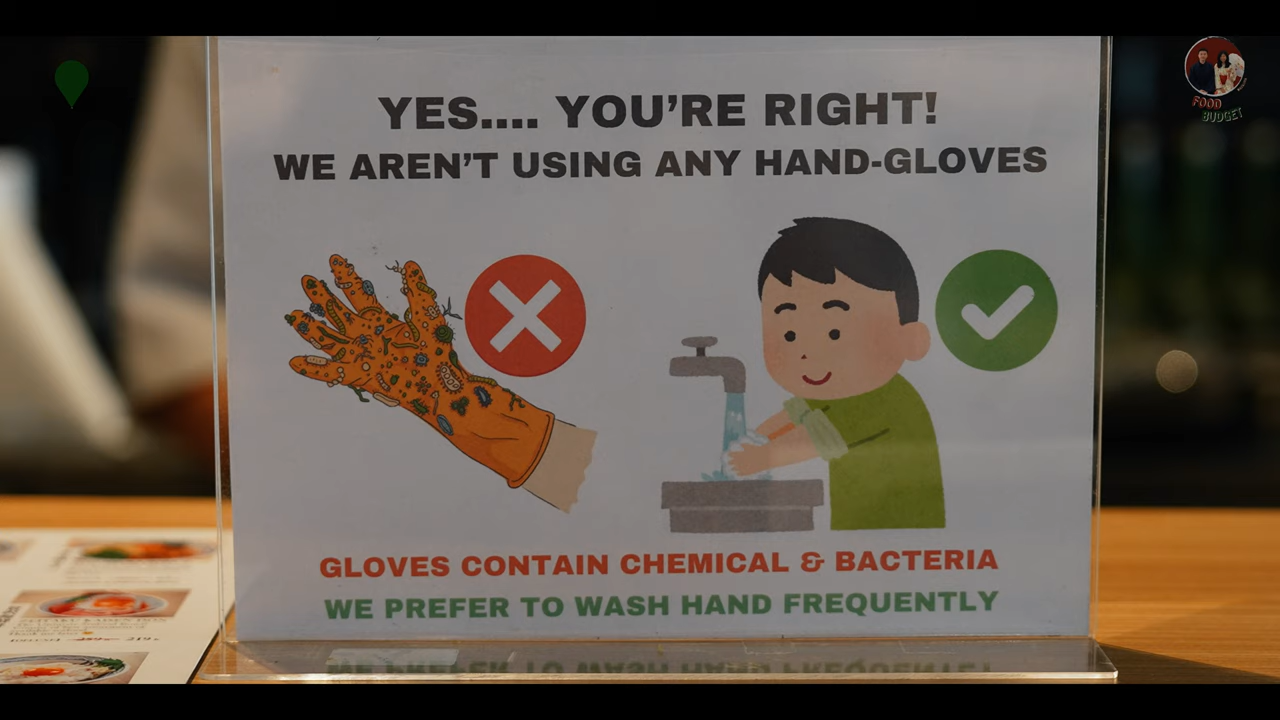 FOOD
BUDGET
YES.... YOU'RE RIGHT!
WE AREN'T USING ANY HAND-GLOVES
GLOVES CONTAIN CHEMICAL & BACTERIA
WE PREFER TO WASH HAND FREQUENTLY